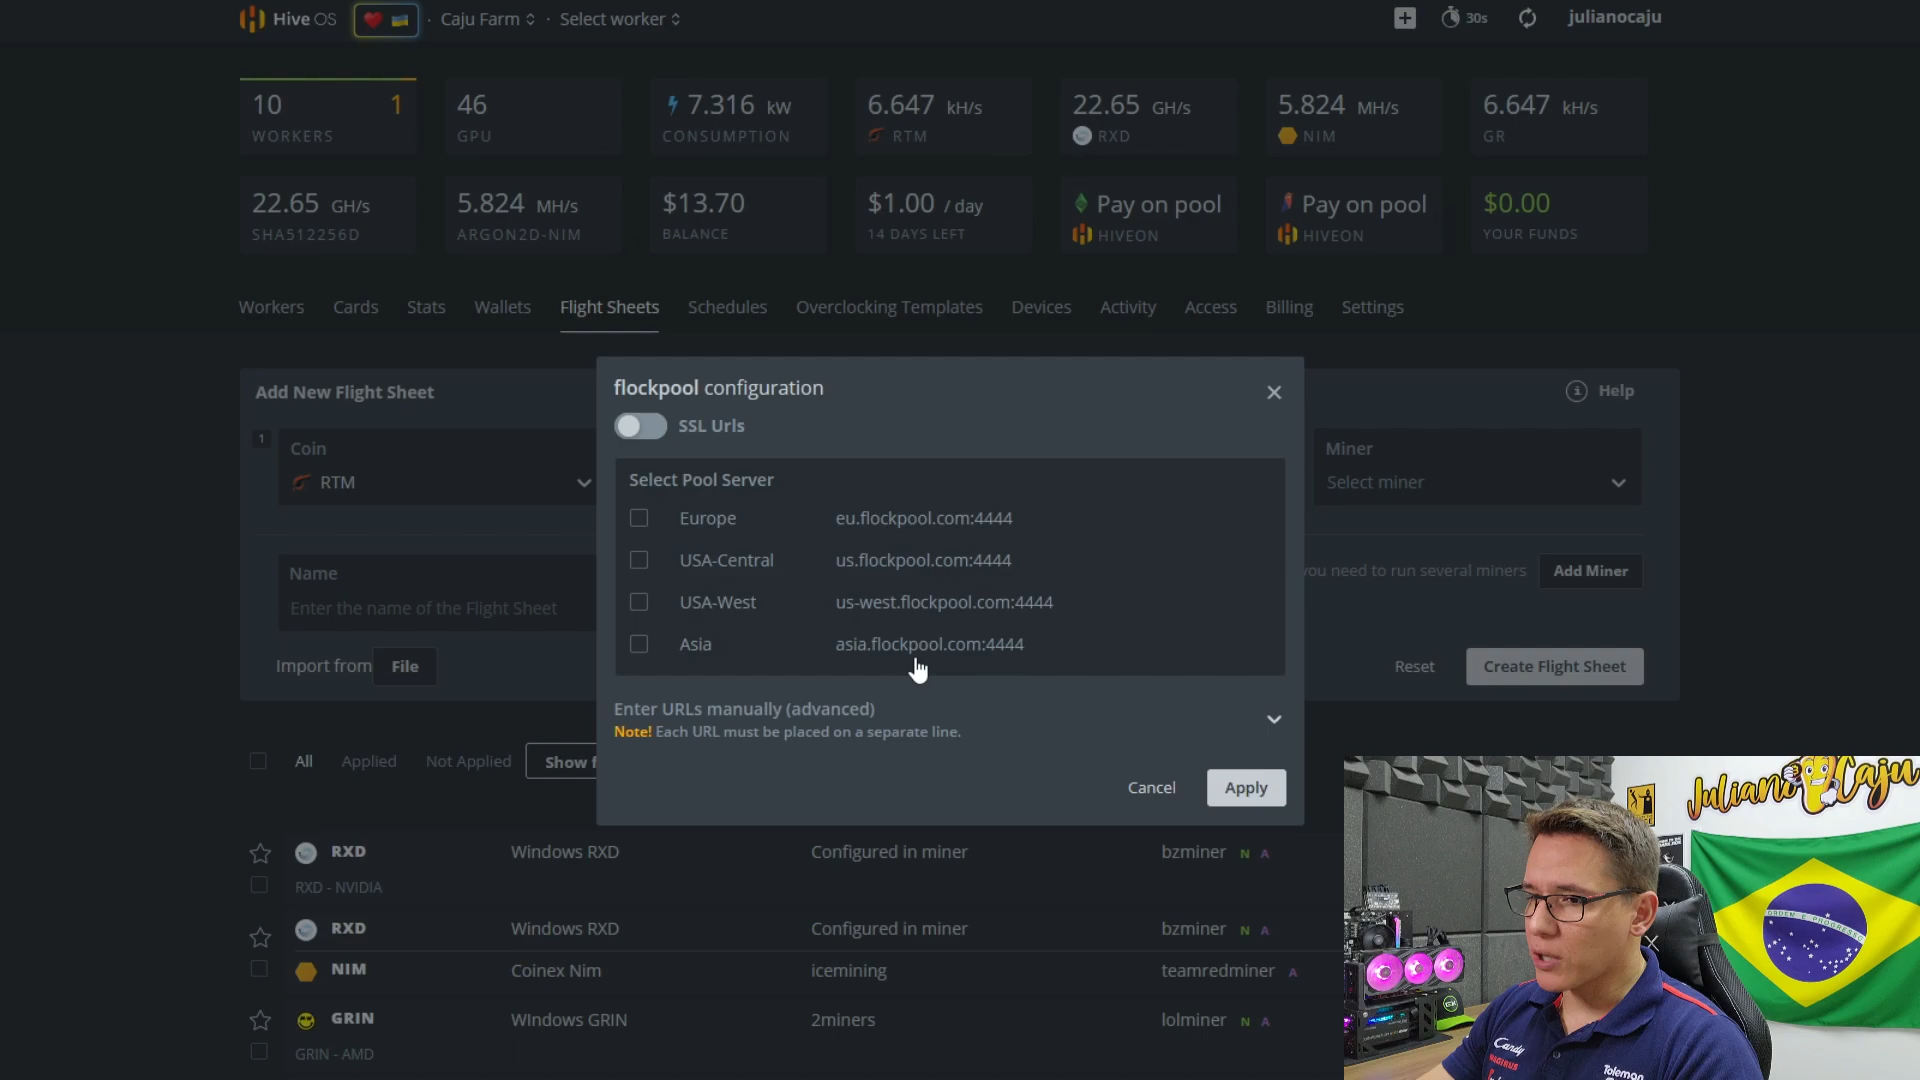 Hive OS · Caju Farm · Select worker 30s julianocaju
10 1 46 7.316 kW 6.647 kH/s 22.65 GH/s 5.824 MH/s 6.647 kH/s
WORKERS GPU CONSUMPTION RTM RXD NIM GR
22.65 GH/s 5.824 MH/s $13.70 $1.00 / day Pay on pool Pay on pool $0.00
SHA512256D ARGON2D-NIM BALANCE 14 DAYS LEFT HIVEON HIVEON YOUR FUNDS
Workers Cards Stats Wallets Flight Sheets Schedules Overclocking Templates Devices Activity Access Billing Settings
Add New Flight Sheet
Help
1
Coin
RTM
Miner
Select miner
Name
Enter the name of the Flight Sheet
you need to run several miners Add Miner
Import from File
Reset Create Flight Sheet
flockpool configuration
SSL Urls
Select Pool Server
Europe eu.flockpool.com:4444
USA-Central us.flockpool.com:4444
USA-West us-west.flockpool.com:4444
Asia asia.flockpool.com:4444
Enter URLs manually (advanced)
Note! Each URL must be placed on a separate line.
Cancel Apply
All Applied Not Applied Show f
RXD Windows RXD Configured in miner bzminer N A
RXD - NVIDIA
RXD Windows RXD Configured in miner bzminer N A
NIM Coinex Nim icemining teamredminer A
GRIN WIndows GRIN 2miners lolminer N A
GRIN - AMD
Juliano Caju
ORDEM E PROGRESSO
Candy
Tolemon